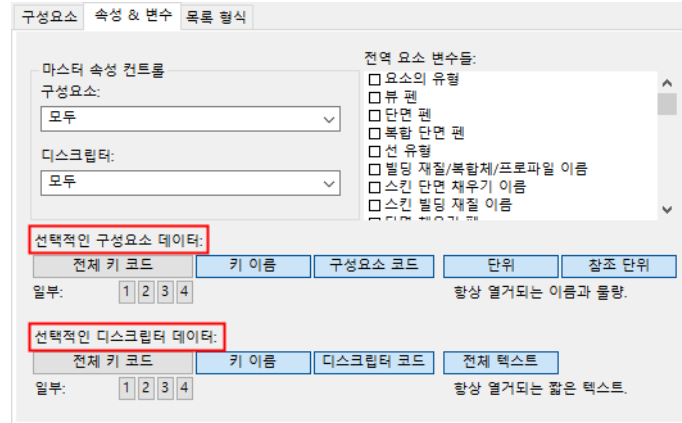 구성요소 속성 & 변수 목록 형식
마스터 속성 컨트롤
구성요소:
모두
디스크립터:
모두
전역 요소 변수들:
요소의 유형
뷰 펜
단면 펜
복합 단면 펜
선 유형
빌딩 재질/복합체/프로파일 이름
스킨 단면 채우기 이름
스킨 빌딩 재질 이름
선택적인 구성요소 데이터:
전체 키 코드 키 이름 구성요소 코드 단위 참조 단위
일부: 1 2 3 4 항상 열거되는 이름과 물량.
선택적인 디스크립터 데이터:
전체 키 코드 키 이름 디스크립터 코드 전체 텍스트
일부: 1 2 3 4 항상 열거되는 짧은 텍스트.